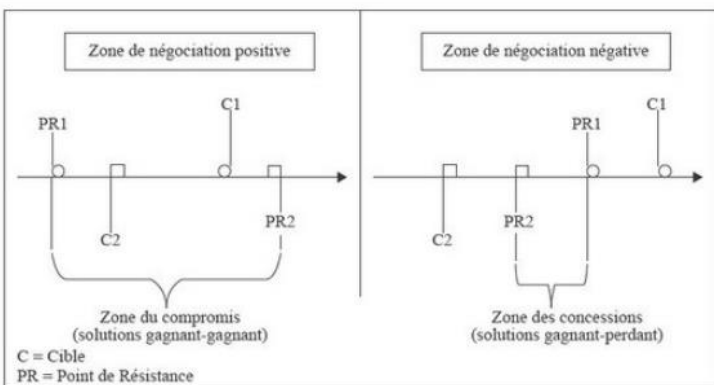 Zone de négociation positive
PR1
C1
C2
PR2
Zone du compromis
(solutions gagnant-gagnant)
C = Cible
PR = Point de Résistance
Zone de négociation négative
C1
PR1
C2
PR2
Zone des concessions
(solutions gagnant-perdant)